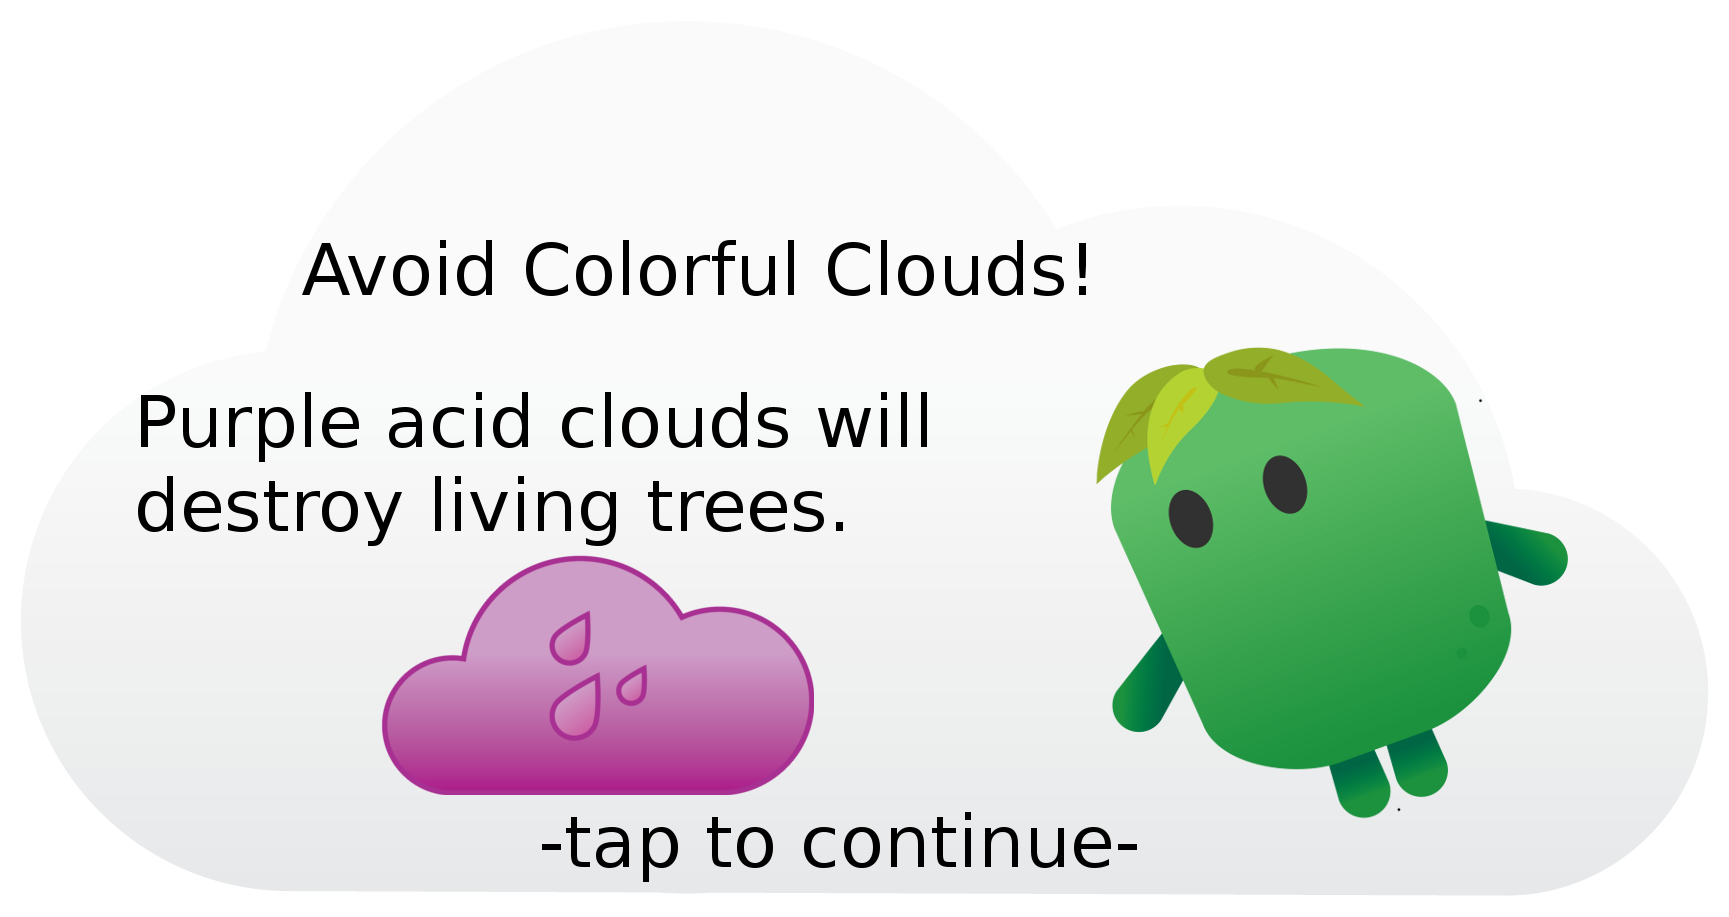 Avoid Colorful Clouds!
Purple acid clouds will
destroy living trees.
-tap to continue-